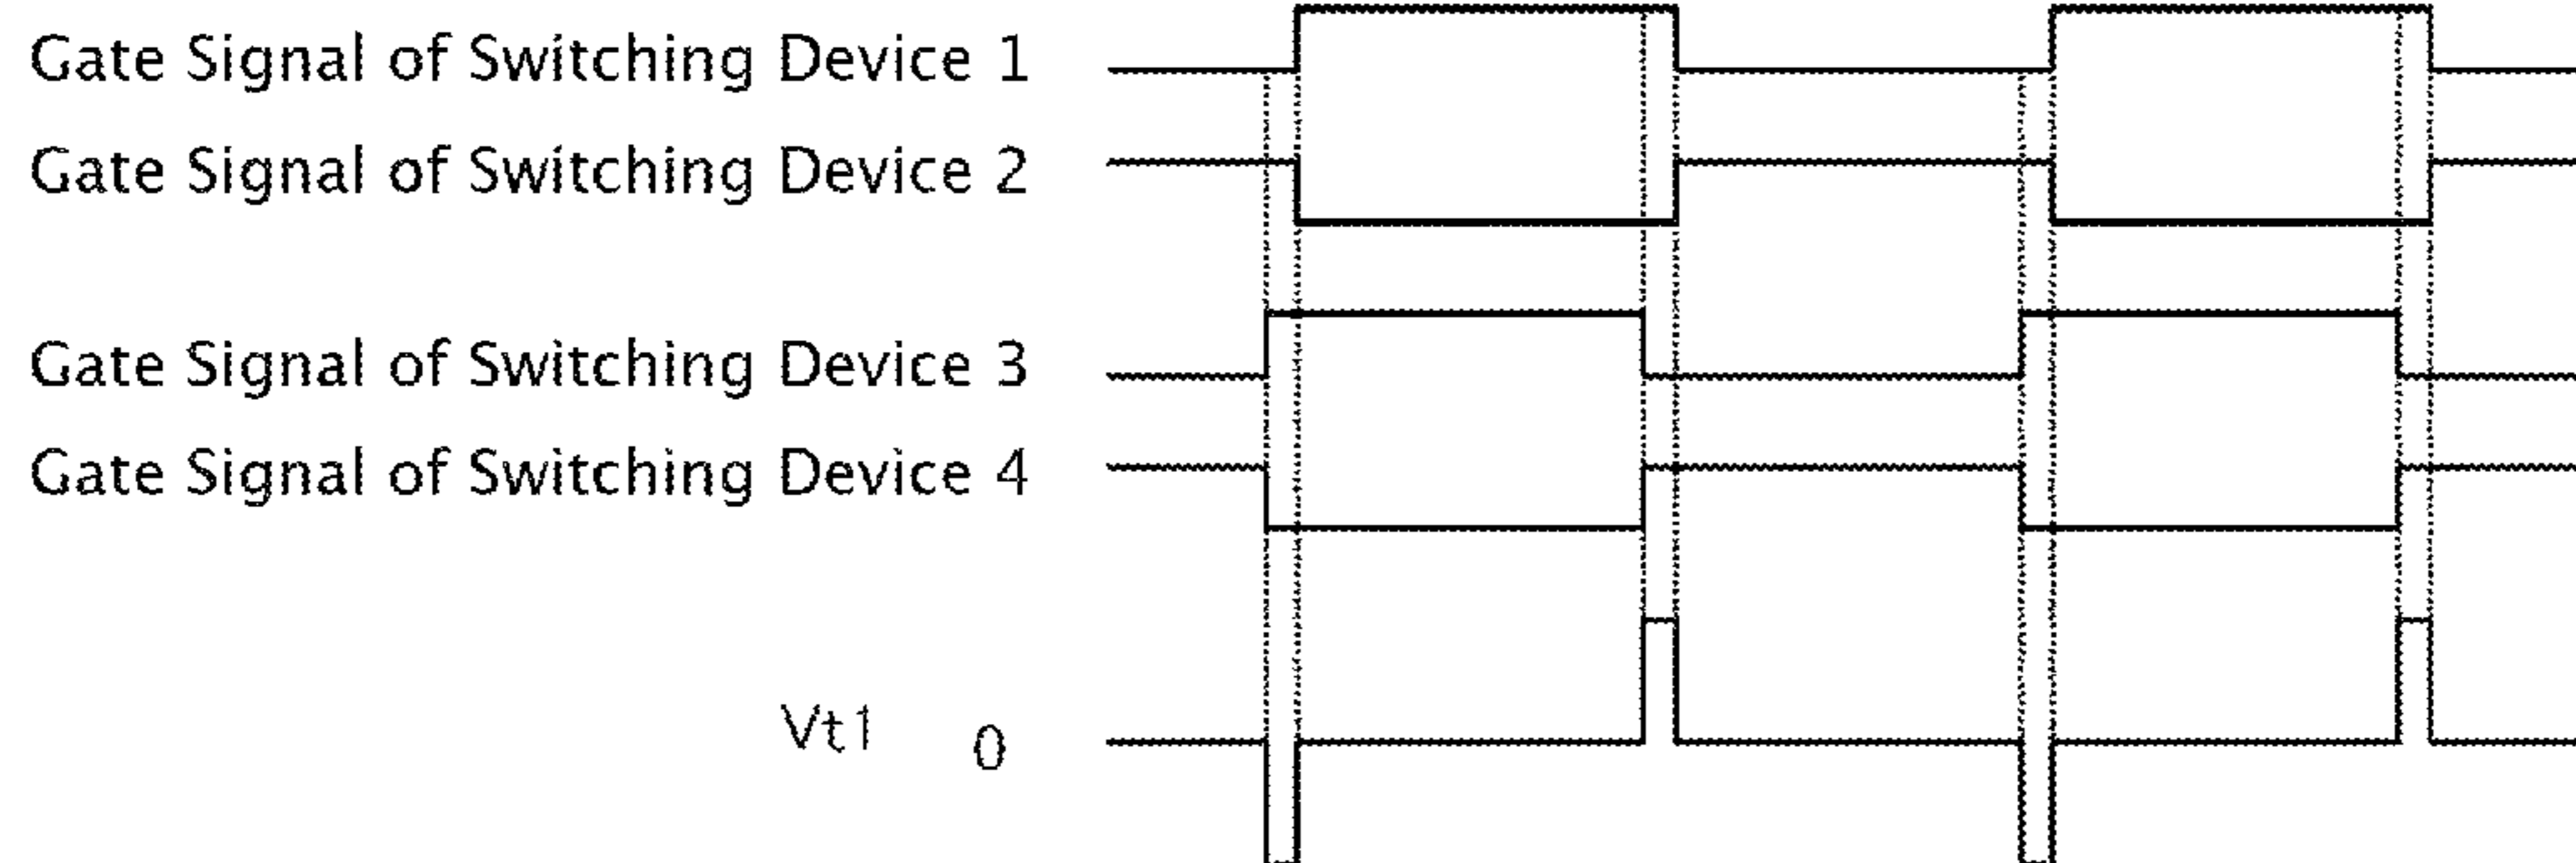 Gate Signal of Switching Device 1
Gate Signal of Switching Device 2
Gate Signal of Switching Device 3
Gate Signal of Switching Device 4
Vt1 0